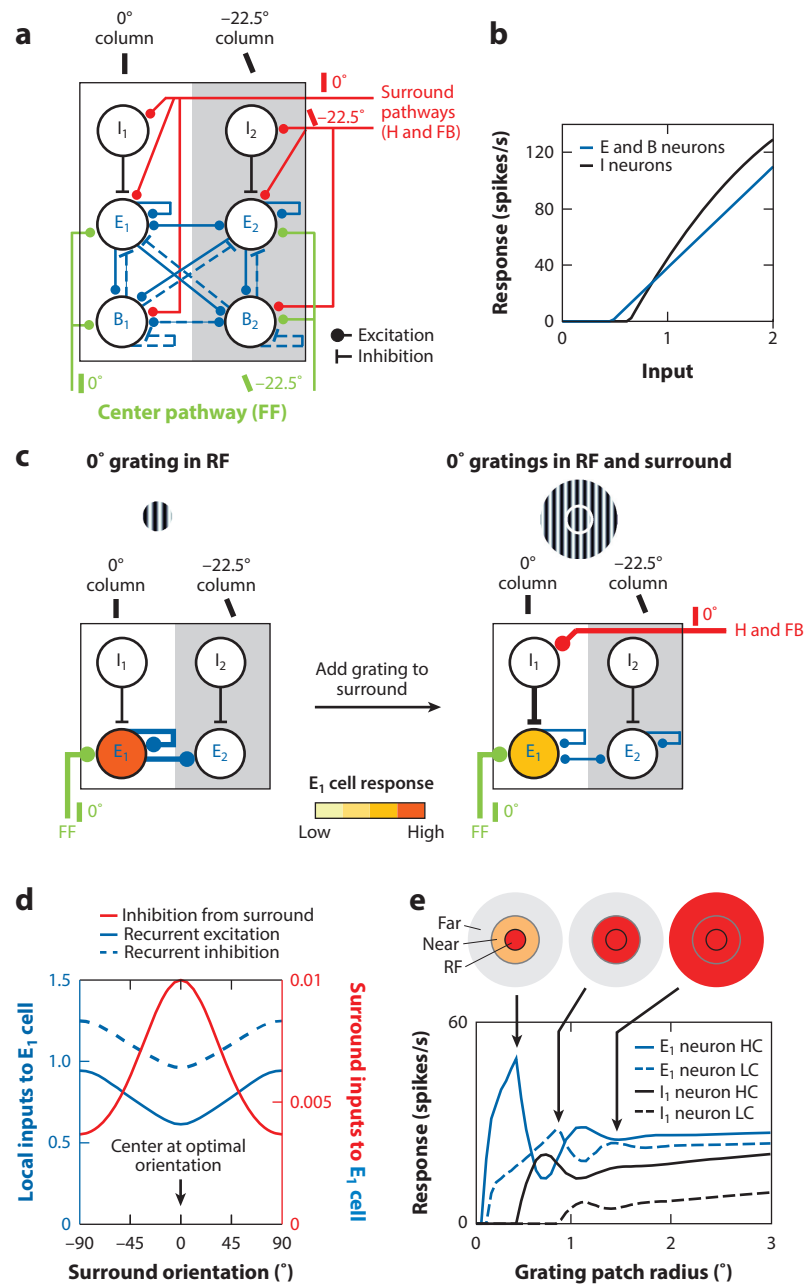 a
0°
column
–22.5°
column
0°
Surround
pathways
(H and FB)
–22.5°
I1
I2
E1
E2
B1
B2
Excitation
Inhibition
0°
–22.5°
Center pathway (FF)
b
Response (spikes/s)
120
80
40
0
E and B neurons
I neurons
0
1
2
Input
c
0° grating in RF
0° gratings in RF and surround
0°
column
–22.5°
column
I1
I2
E1
E2
FF
0°
Add grating to
surround
E1 cell response
Low
High
0°
column
–22.5°
column
0°
H and FB
I1
I2
E1
E2
FF
0°
d
Inhibition from surround
Recurrent excitation
Recurrent inhibition
Local inputs to E1 cell
1.5
1.0
0.5
0
Center at optimal
orientation
0.01
0.005
0
Surround inputs to E1 cell
–90
–45
0
45
90
Surround orientation (°)
e
Far
Near
RF
Response (spikes/s)
60
0
E1 neuron HC
E1 neuron LC
I1 neuron HC
I1 neuron LC
0
1
2
3
Grating patch radius (°)